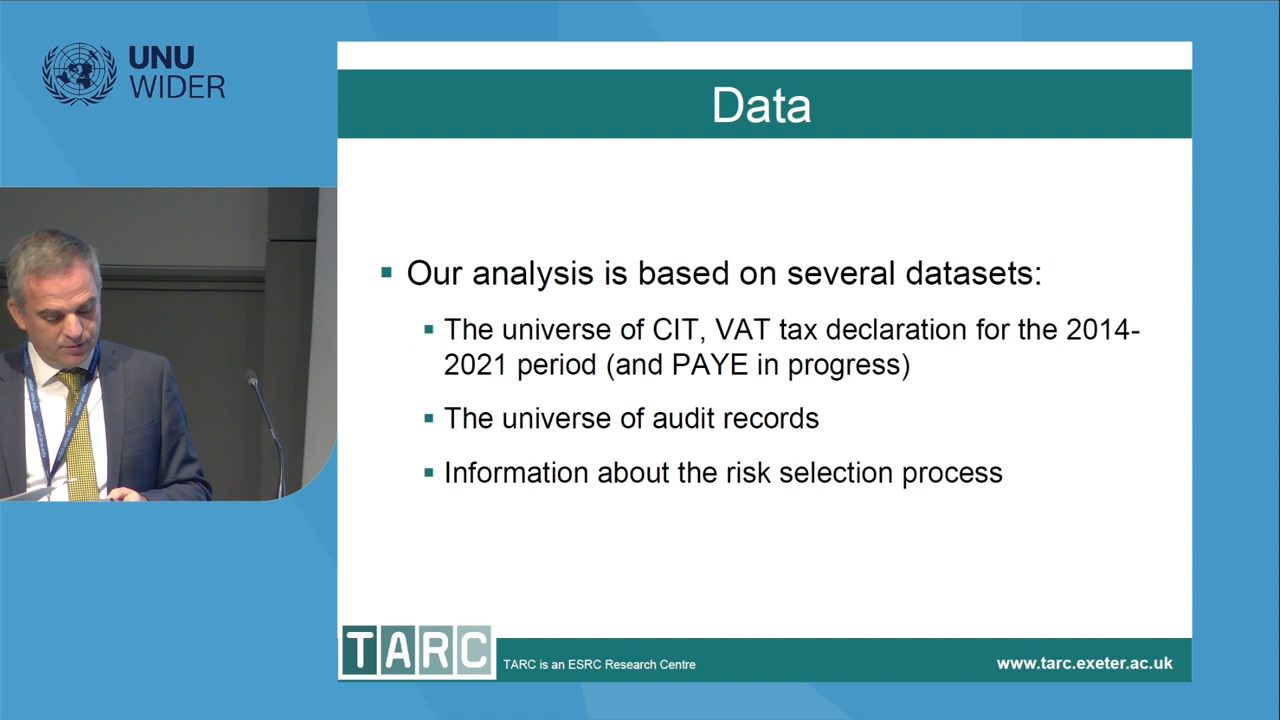 UNU
WIDER
Data
Our analysis is based on several datasets:
The universe of CIT, VAT tax declaration for the 2014-
2021 period (and PAYE in progress)
The universe of audit records
Information about the risk selection process
TARC
TARC is an ESRC Research Centre
www.tarc.exeter.ac.uk